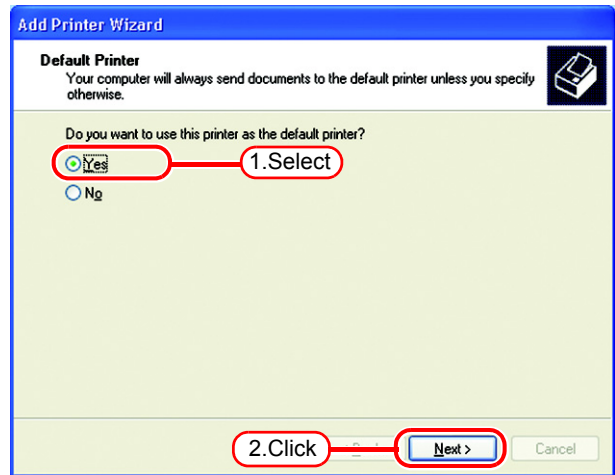 Add Printer Wizard
Default Printer
Your computer will always send documents to the default printer unless you specify
otherwise.
Do you want to use this printer as the default printer?
Yes
1.Select
No
2.Click
Next >
Cancel